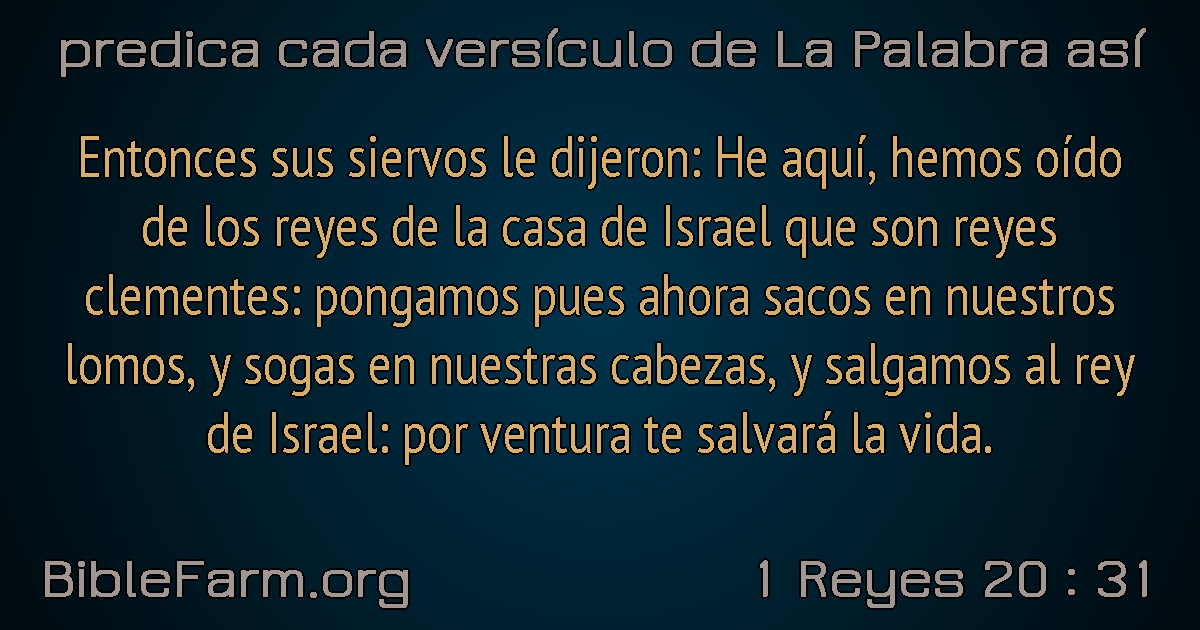 predica cada versículo de La Palabra así
Entonces sus siervos le dijeron: He aquí, hemos oído
de los reyes de la casa de Israel que son reyes
clementes: pongamos pues ahora sacos en nuestros
lomos, y sogas en nuestras cabezas, y salgamos al rey
de Israel: por ventura te salvará la vida.
BibleFarm.org
1 Reyes 20 : 31